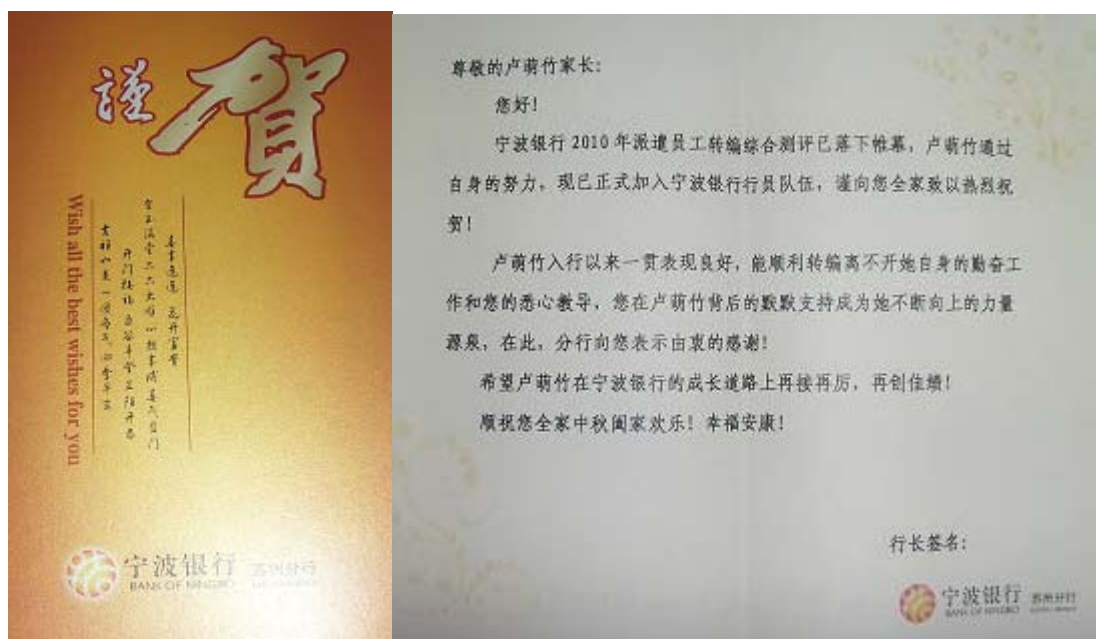 謹賀
Wish all the best wishes for you
宁波银行 苏州分行
BANK OF NINGBO
尊敬的卢萌竹家长：
您好！
宁波银行2010年派遣员工转编综合测评已落下帷幕，卢萌竹通过
自身的努力，现已正式加入宁波银行行员队伍，谨向您全家致以热烈祝
贺！
卢萌竹入行以来一贯表现良好，能顺利转编离不开她自身的勤奋工
作和您的悉心教导，您在卢萌竹背后的默默支持成为她不断向上的力量
源泉，在此，分行向您表示由衷的感谢！
希望卢萌竹在宁波银行的成长道路上再接再厉，再创佳绩！
顺祝您全家中秋阖家欢乐！幸福安康！
行长签名：
宁波银行 苏州分行
BANK OF NINGBO